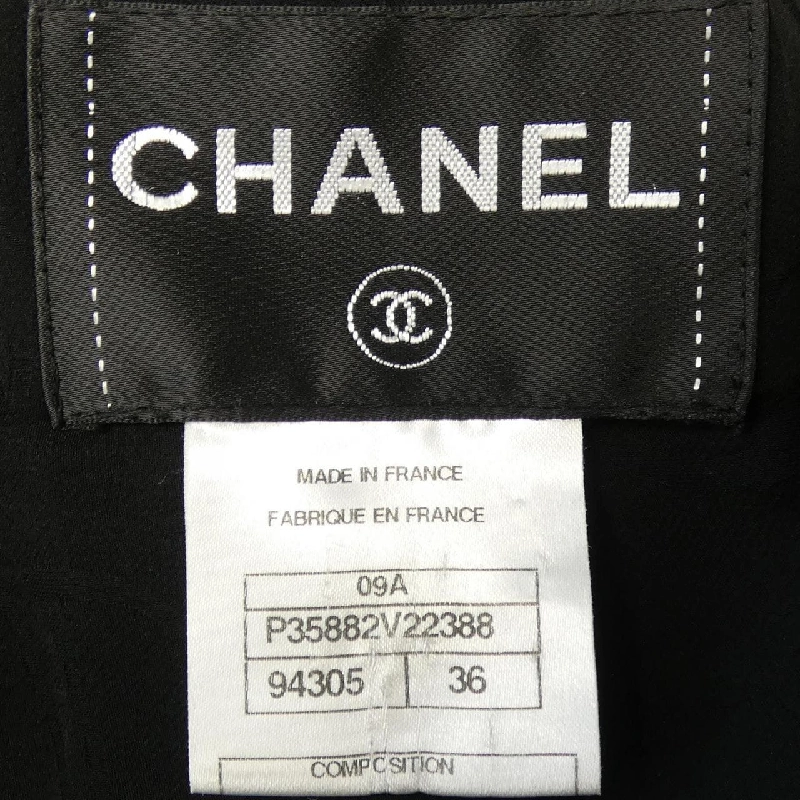 CHANEL
MADE IN FRANCE
FABRIQUE EN FRANCE
09A
P35882V22388
94305 36
COMPOSITION